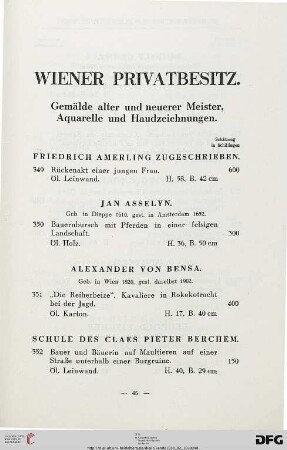 WIENER PRIVATBESITZ.
Gemälde alter und neuerer Meister,
Aquarelle und Handzeichnungen.
Schätzung
in Schillingen
FRIEDRICH AMERLING ZUGESCHRIEBEN.
349 Rückenakt einer jungen Frau. 600
Öl. Leinwand. H. 58, B. 42 cm.
JAN ASSELYN.
Geb. in Dieppe 1610, gest. in Amsterdam 1652.
350 Bauernbursch mit Pferden in einer felsigen
Landschaft. 300
Öl. Holz. H. 36, B. 50 cm
ALEXANDER VON BENSA.
Geb. in Wien 1820, gest. daselbst 1902.
351 „Die Reiherbeize". Kavaliere in Rokokotracht
bei der Jagd. 400
Öl. Karton. H. 17, B. 40 cm.
SCHULE DES CLAES PIETER BERCHEM.
352 Bauer und Bäuerin auf Maultieren auf einer
Straße unterhalb einer Burgruine. 150
Öl. Leinwand H. 40, B. 29 cm
UNIVERSITÄTS-
BIBLIOTHEK
HEIDELBERG
DFG